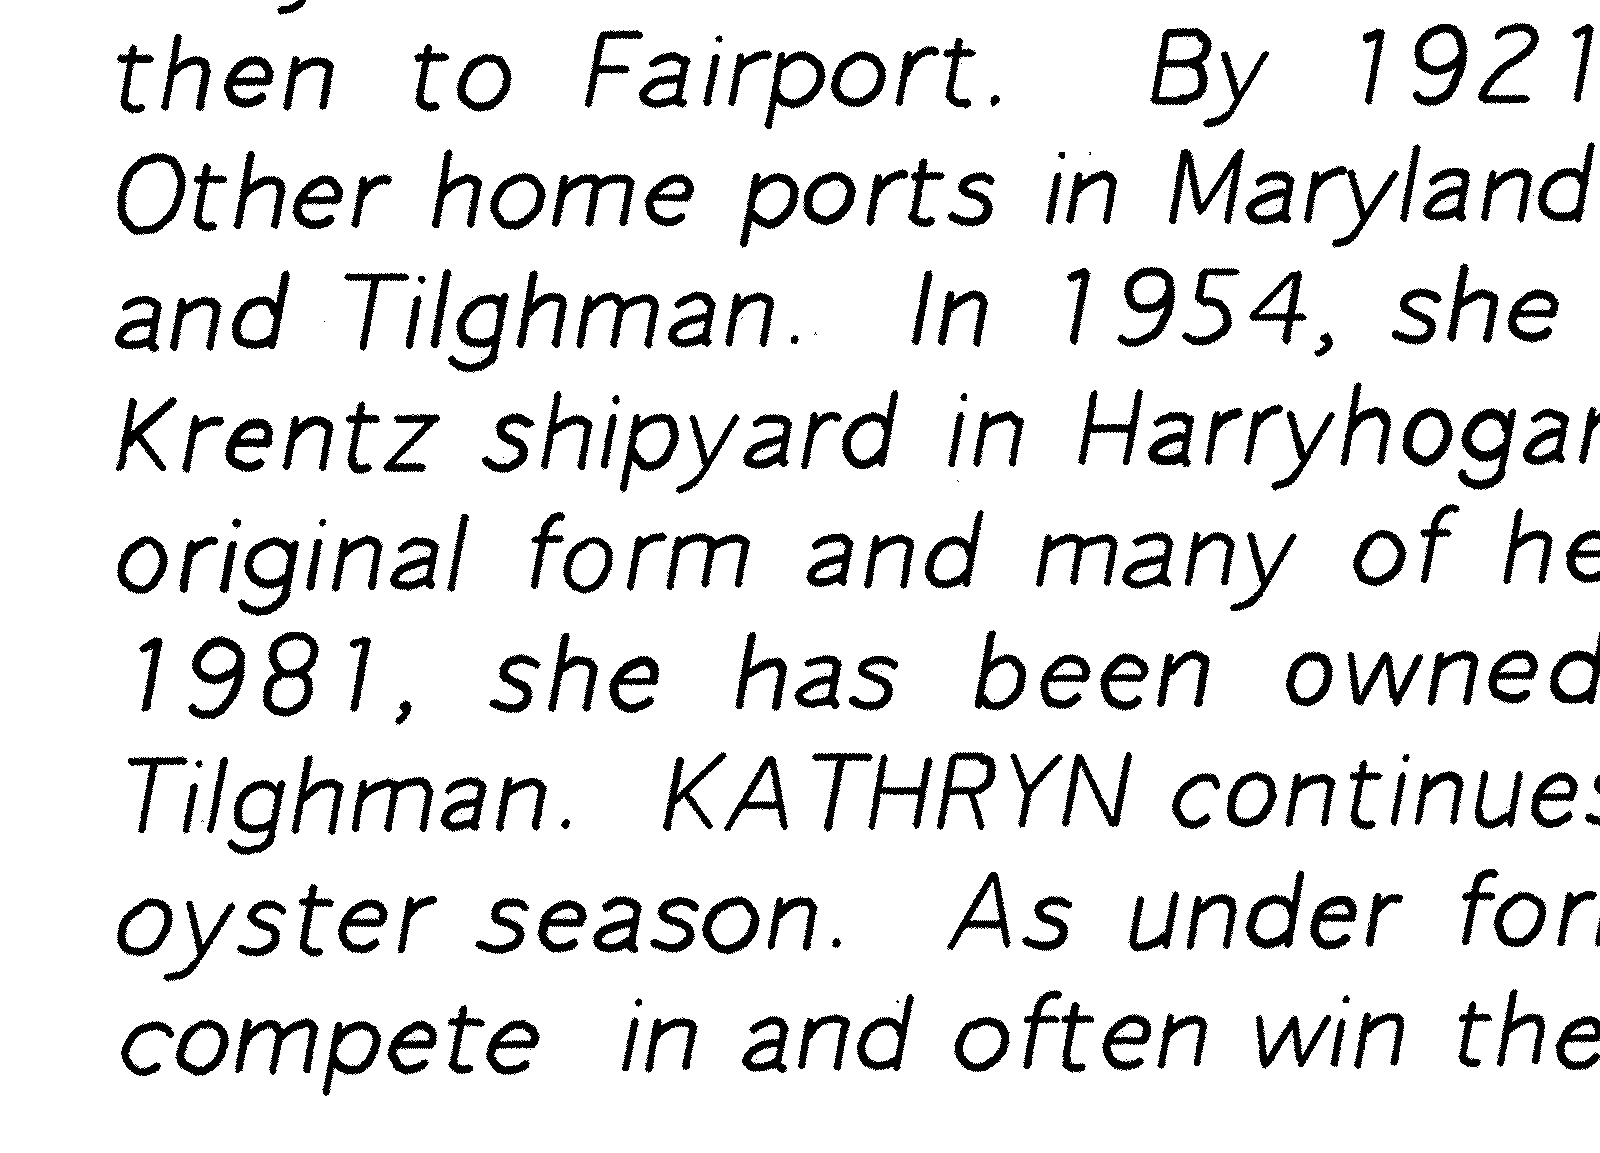 then to Fairport. By 1921
Other home ports in Maryland
and Tilghman. In 1954, she
Krentz shipyard in Harryhogan
original form and many of he
1981, she has been owned
Tilghman. KATHRYN continues
oyster season. As under for
compete in and often win the